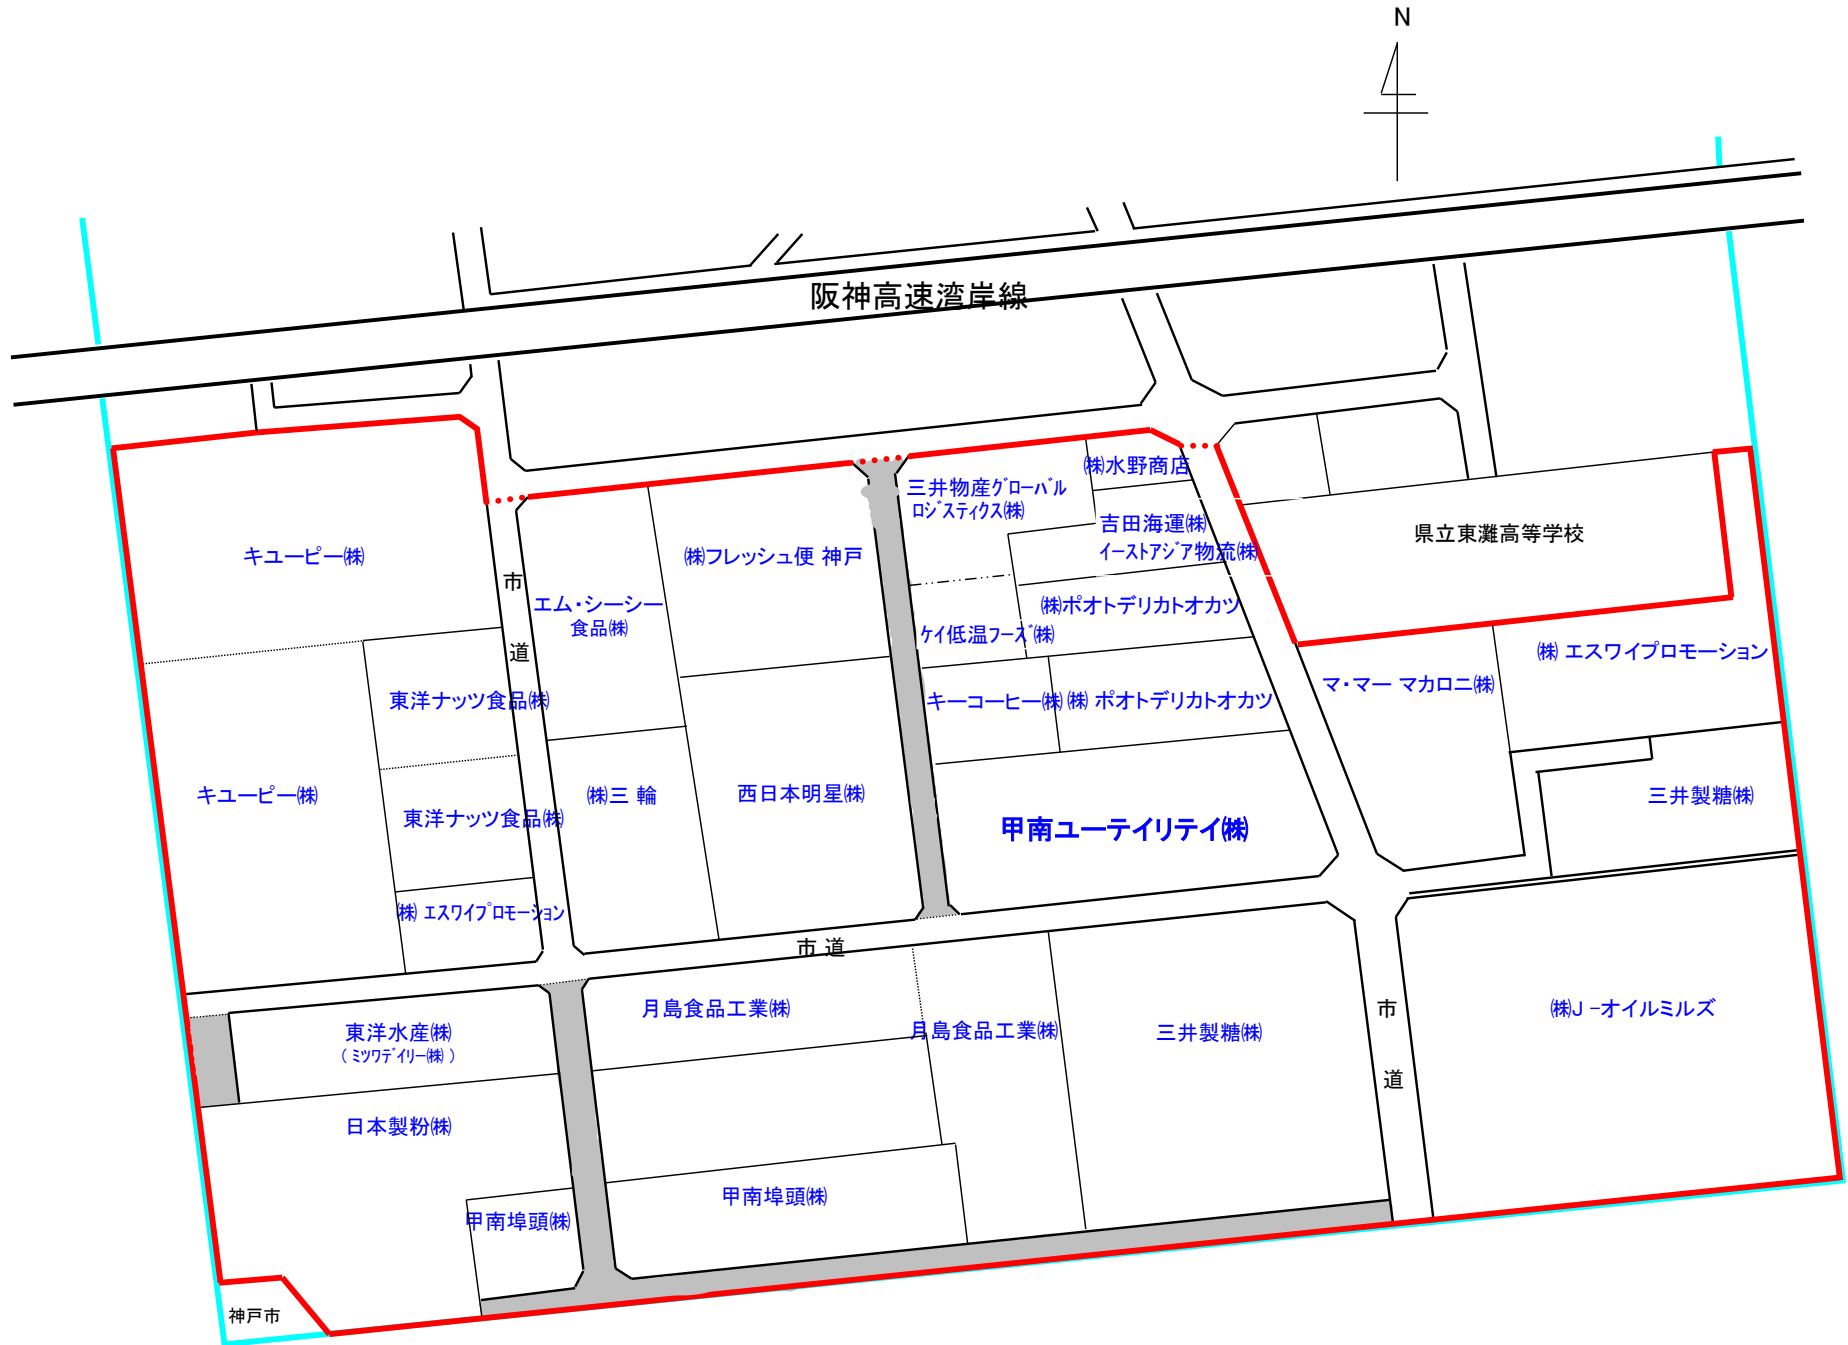 N
阪神高速湾岸線
㈱水野商店
三井物産グローバル
ロジスティクス㈱
吉田海運㈱
イーストアジア物流㈱
県立東灘高等学校
キユーピー㈱
市
道
㈱フレッシュ便 神戸
エム・シーシー
食品㈱
㈱ポオトデリカトオカツ
ケイ低温フーズ㈱
㈱ エスワイプロモーション
マ・マー マカロニ㈱
東洋ナッツ食品㈱
キーコーヒー㈱
㈱ ポオトデリカトオカツ
キユーピー㈱
㈱三 輪
西日本明星㈱
三井製糖㈱
東洋ナッツ食品㈱
甲南ユーテイリテイ㈱
㈱ エスワイプロモーション
市 道
東洋水産㈱
（ミツワデイリー㈱）
月島食品工業㈱
月島食品工業㈱
三井製糖㈱
市
道
㈱J－オイルミルズ
日本製粉㈱
甲南埠頭㈱
甲南埠頭㈱
神戸市